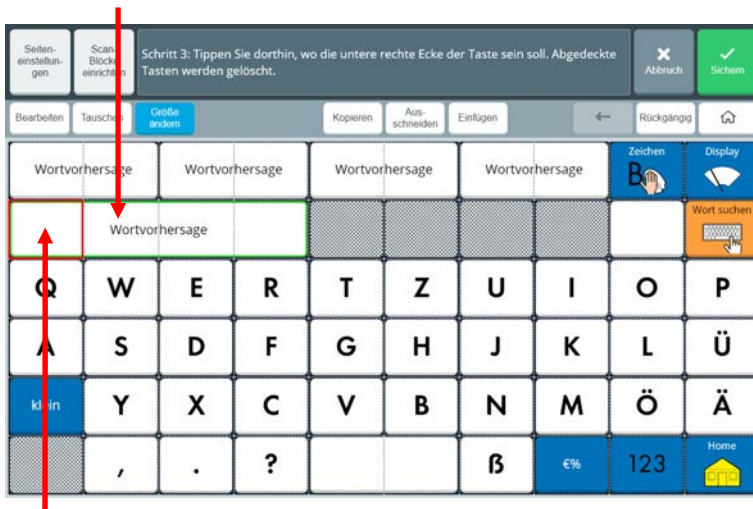 Seiten-
einstellun-
gen
Scan-
Blöcke
einrichten
Schritt 3: Tippen Sie dorthin, wo die untere rechte Ecke der Taste sein soll. Abgedeckte
Tasten werden gelöscht.
Abbruch
Sichern
Bearbeiten
Tauschen
Größe
ändern
Kopieren
Aus-
schneiden
Einfügen
Rückgängig
Wortvorhersage Wortvorhersage Wortvorhersage Wortvorhersage
Zeichen
B
Display
Wortvorhersage
Wort suchen
Q W E R T Z U I O P
A S D F G H J K L Ü
klein Y X C V B N M Ö Ä
, . ? ß €% 123
Home